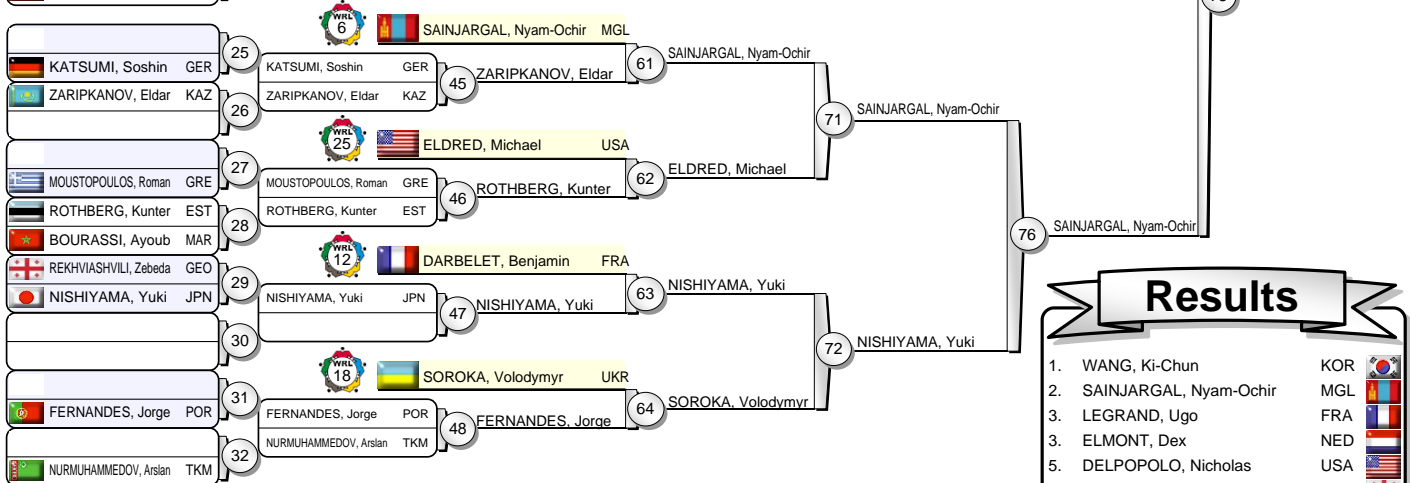 WRL
6
SAINJARGAL, Nyam-Ochir MGL
25
KATSUMI, Soshin GER
ZARIPKANOV, Eldar KAZ
26
KATSUMI, Soshin GER
ZARIPKANOV, Eldar KAZ
45
ZARIPKANOV, Eldar
61
SAINJARGAL, Nyam-Ochir
WRL
25
ELDRED, Michael USA
27
MOUSTOPOULOS, Roman GRE
ROTHBERG, Kunter EST
28
BOURASSI, Ayoub MAR
MOUSTOPOULOS, Roman GRE
ROTHBERG, Kunter EST
46
ROTHBERG, Kunter
62
ELDRED, Michael
71
SAINJARGAL, Nyam-Ochir
WRL
12
DARBELET, Benjamin FRA
REKHVIASHVILI, Zebeda GEO
29
NISHIYAMA, Yuki JPN
30
NISHIYAMA, Yuki JPN
47
NISHIYAMA, Yuki
63
NISHIYAMA, Yuki
WRL
18
SOROKA, Volodymyr UKR
31
FERNANDES, Jorge POR
32
NURMUHAMMEDOV, Arslan TKM
FERNANDES, Jorge POR
NURMUHAMMEDOV, Arslan TKM
48
FERNANDES, Jorge
64
SOROKA, Volodymyr
72
NISHIYAMA, Yuki
76
SAINJARGAL, Nyam-Ochir
Results
1. WANG, Ki-Chun KOR
2. SAINJARGAL, Nyam-Ochir MGL
3. LEGRAND, Ugo FRA
3. ELMONT, Dex NED
5. DELPOPOLO, Nicholas USA